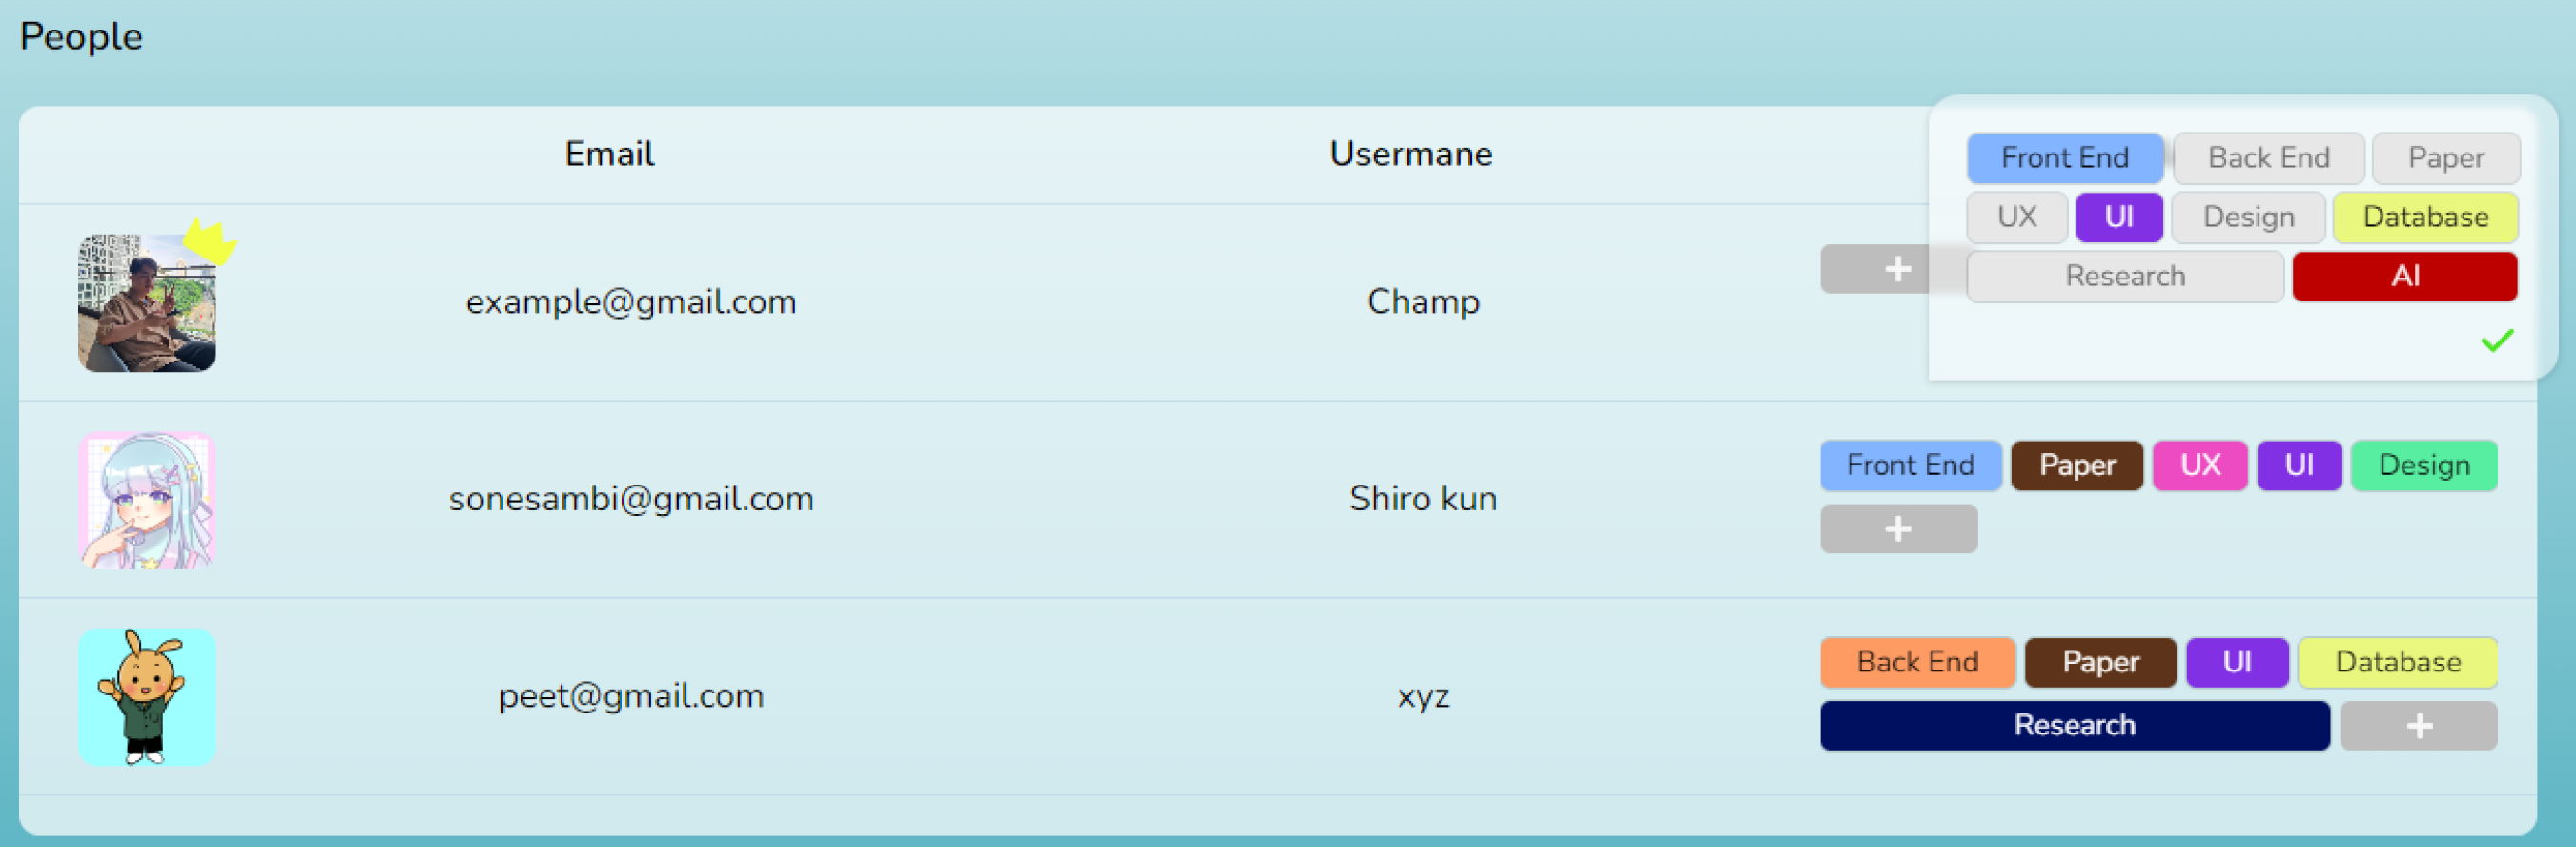 People
Email Usermane
Front End Back End Paper
UX UI Design Database
Research AI
example@gmail.com Champ +
sonesambi@gmail.com Shiro kun Front End Paper UX UI Design
+
peet@gmail.com xyz Back End Paper UI Database
Research +